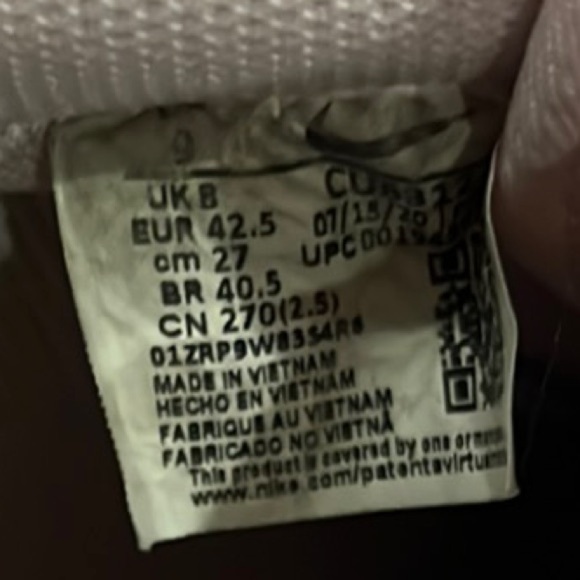 9
UK 8
EUR 42.5 07/15/20
cm 27 UPC
BR 40.5
CN 270(2.5)
MADE IN VIETNAM
HECHO EN VIETNAM
FABRIQUE AU VIETNAM
FABRICADO NO VIETNÃ
This product is covered by one or
www.nike.com/patents